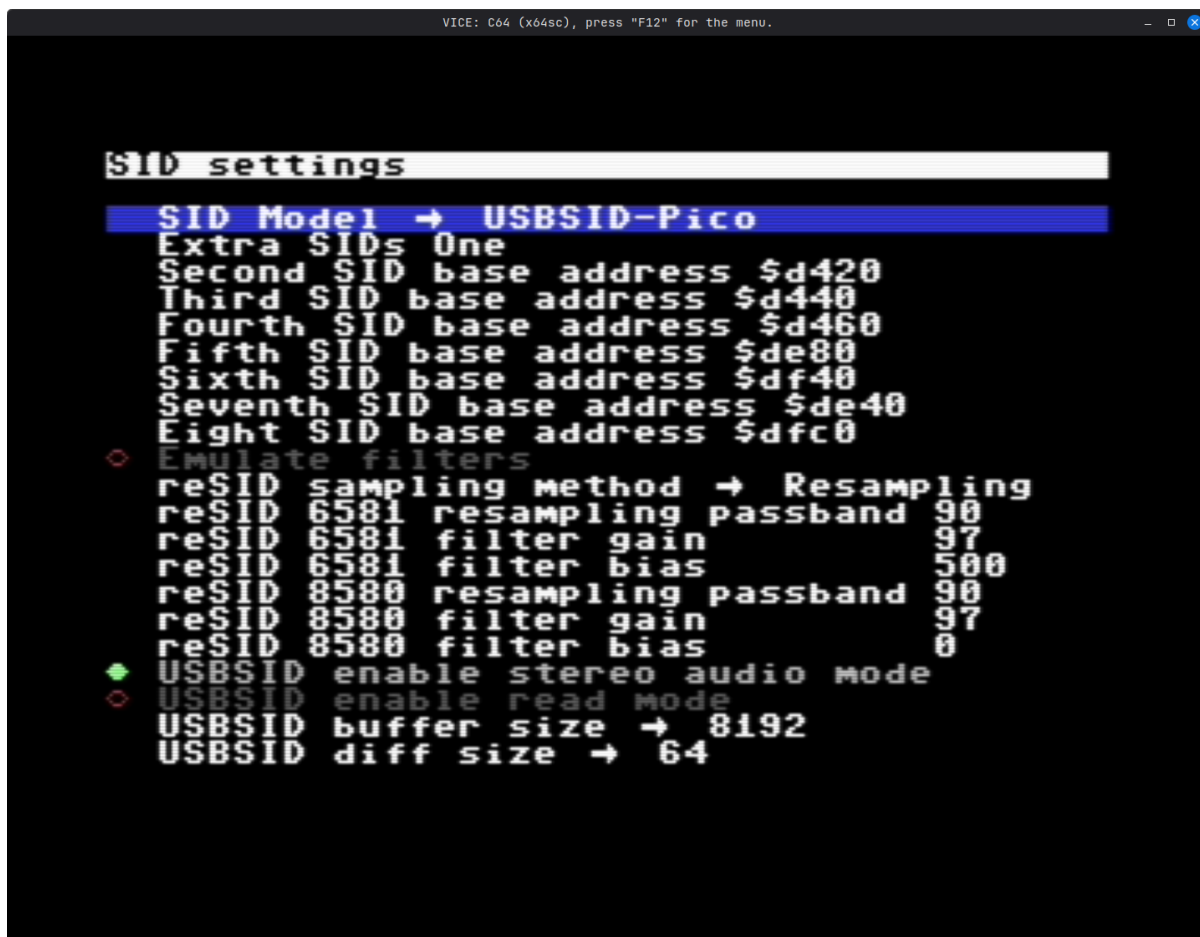 VICE: C64 (x64sc), press "F12" for the menu.
SID settings
SID Model → USBSID-Pico
Extra SIDs One
Second SID base address $d420
Third SID base address $d440
Fourth SID base address $d460
Fifth SID base address $de80
Sixth SID base address $df40
Seventh SID base address $de40
Eight SID base address $dfc0
Emulate filters
reSID sampling method → Resampling
reSID 6581 resampling passband 90
reSID 6581 filter gain 97
reSID 6581 filter bias 500
reSID 8580 resampling passband 90
reSID 8580 filter gain 97
reSID 8580 filter bias 0
USBSID enable stereo audio mode
USBSID enable read mode
USBSID buffer size → 8192
USBSID diff size → 64